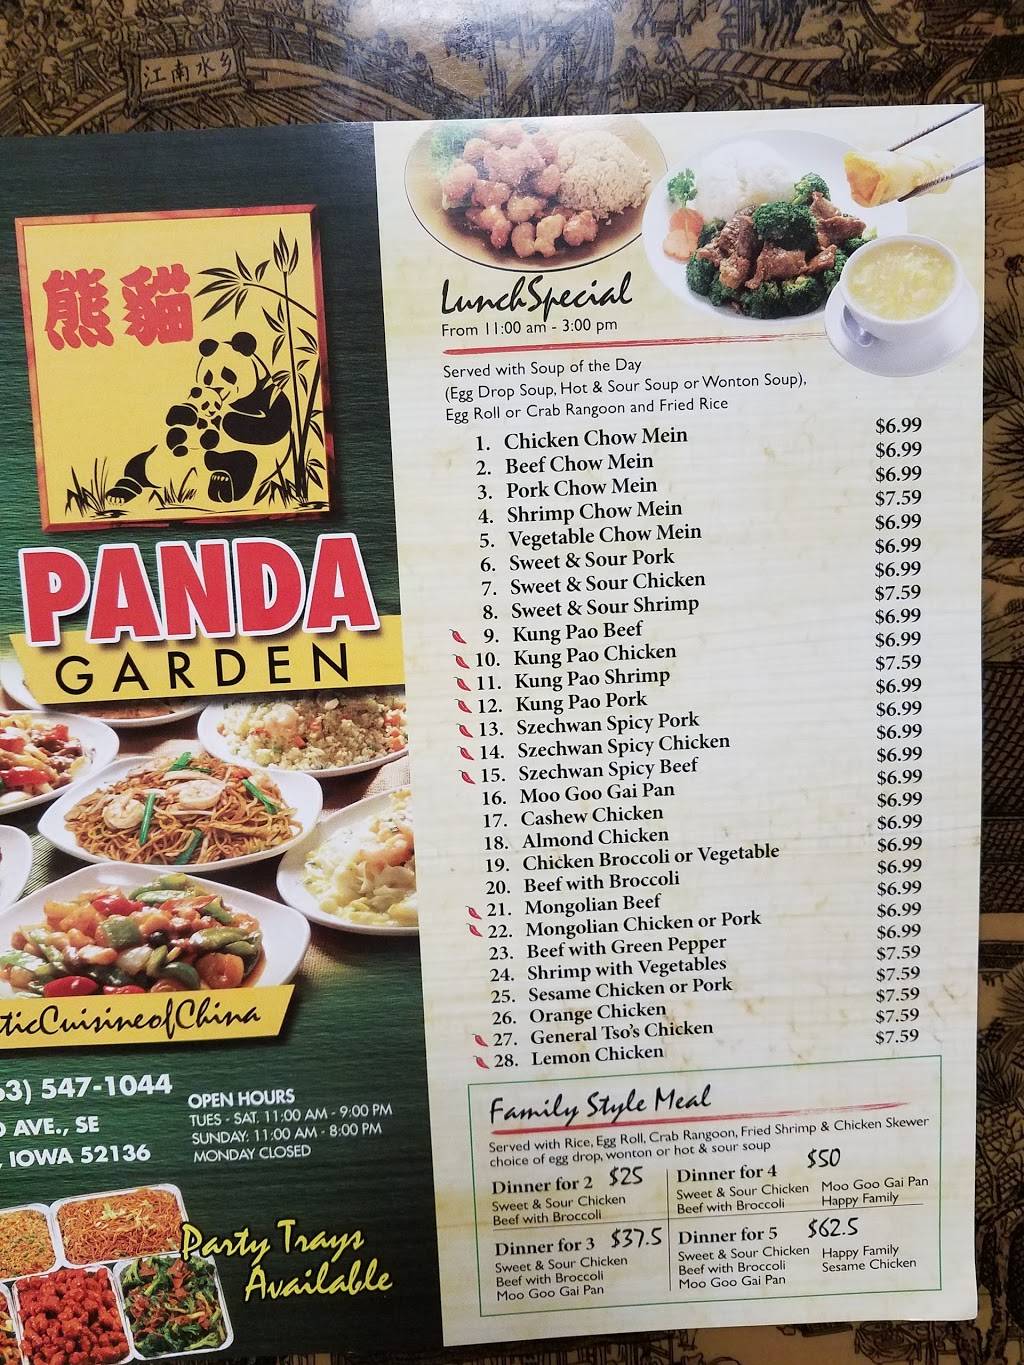 江南水乡
熊貓
PANDA
GARDEN
CuisineofChina
547-1044
AVE., SE
IOWA 52136
OPEN HOURS
TUES - SAT. 11:00 AM - 9:00 PM
SUNDAY: 11:00 AM - 8:00 PM
MONDAY CLOSED
Party Trays
Available
LunchSpecial
From 11:00 am - 3:00 pm
Served with Soup of the Day
(Egg Drop Soup, Hot & Sour Soup or Wonton Soup),
Egg Roll or Crab Rangoon and Fried Rice
1. Chicken Chow Mein $6.99
2. Beef Chow Mein $6.99
3. Pork Chow Mein $6.99
4. Shrimp Chow Mein $7.59
5. Vegetable Chow Mein $6.99
6. Sweet & Sour Pork $6.99
7. Sweet & Sour Chicken $6.99
8. Sweet & Sour Shrimp $7.59
9. Kung Pao Beef $6.99
10. Kung Pao Chicken $6.99
11. Kung Pao Shrimp $7.59
12. Kung Pao Pork $6.99
13. Szechwan Spicy Pork $6.99
14. Szechwan Spicy Chicken $6.99
15. Szechwan Spicy Beef $6.99
16. Moo Goo Gai Pan $6.99
17. Cashew Chicken $6.99
18. Almond Chicken $6.99
19. Chicken Broccoli or Vegetable $6.99
20. Beef with Broccoli $6.99
21. Mongolian Beef $6.99
22. Mongolian Chicken or Pork $6.99
23. Beef with Green Pepper $6.99
24. Shrimp with Vegetables $7.59
25. Sesame Chicken or Pork $7.59
26. Orange Chicken $7.59
27. General Tso's Chicken $7.59
28. Lemon Chicken $7.59
Family Style Meal
Served with Rice, Egg Roll, Crab Rangoon, Fried Shrimp & Chicken Skewer
choice of egg drop, wonton or hot & sour soup
Dinner for 2 $25
Sweet & Sour Chicken
Beef with Broccoli
Dinner for 4 $50
Sweet & Sour Chicken Moo Goo Gai Pan
Beef with Broccoli Happy Family
Dinner for 3 $37.5
Sweet & Sour Chicken
Beef with Broccoli
Moo Goo Gai Pan
Dinner for 5 $62.5
Sweet & Sour Chicken Happy Family
Beef with Broccoli Sesame Chicken
Moo Goo Gai Pan